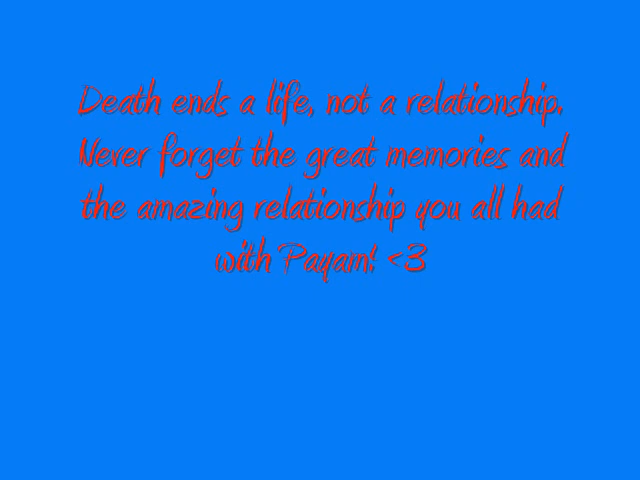 Death ends a life, not a relationship.
Never forget the great memories and
the amazing relationship you all had
with Payam! <3